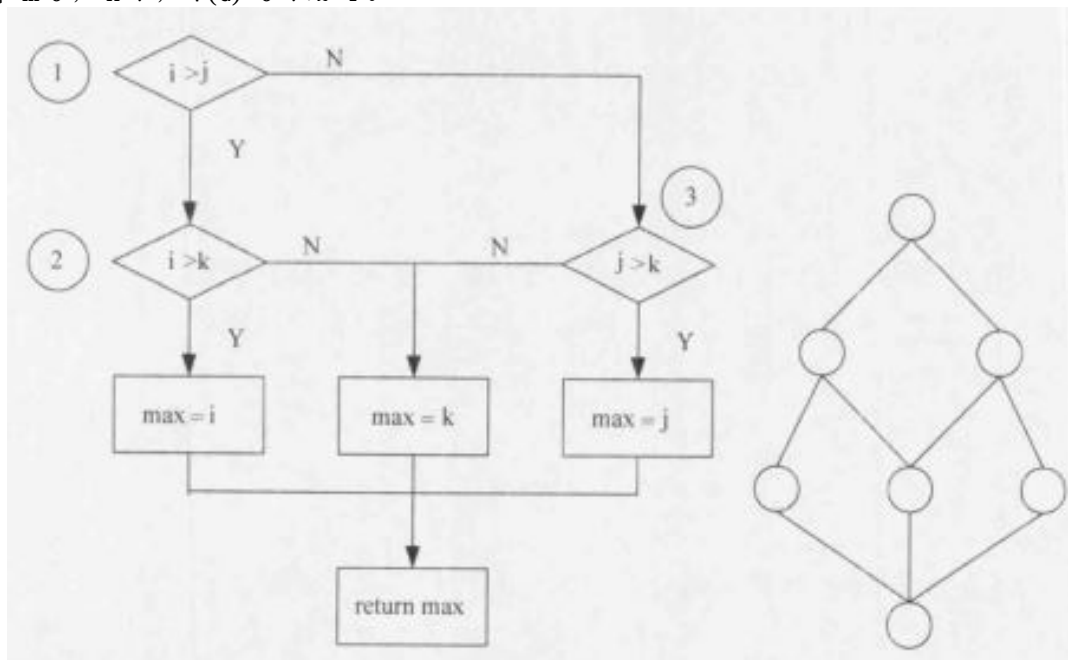 1
i >j
N
Y
3
2
i >k
N
N
j >k
Y
Y
max = i
max = k
max = j
return max